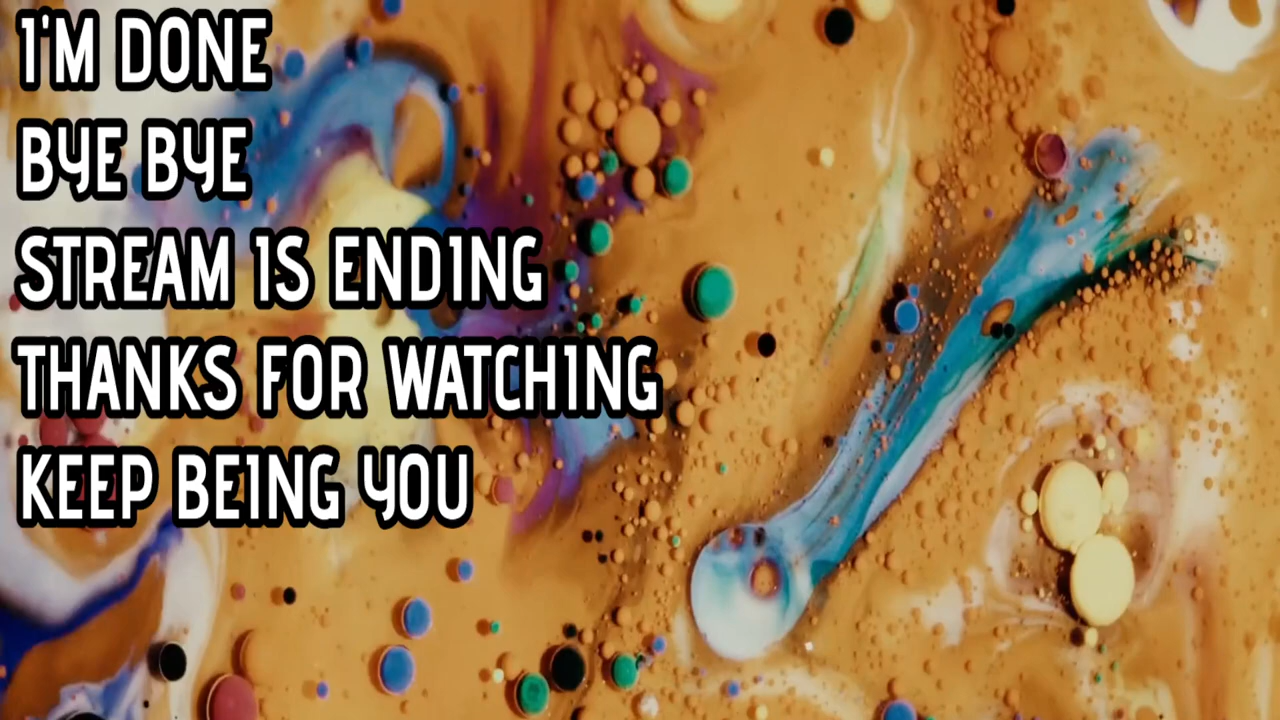 I'M DONE
BYE BYE
STREAM IS ENDING
THANKS FOR WATCHING
KEEP BEING YOU